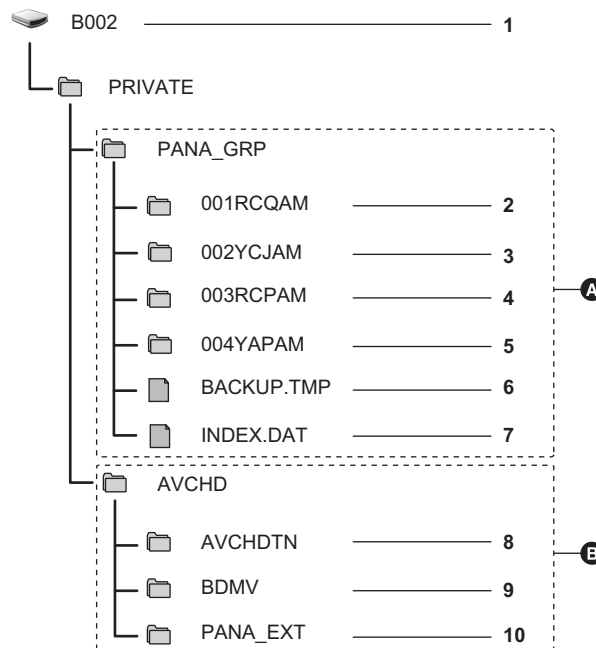 B002 1
PRIVATE
PANA_GRP
001RCQAM 2
002YCJAM 3
003RCPAM 4
A
004YAPAM 5
BACKUP.TMP 6
INDEX.DAT 7
AVCHD
AVCHDTN 8
B
BDMV 9
PANA_EXT 10